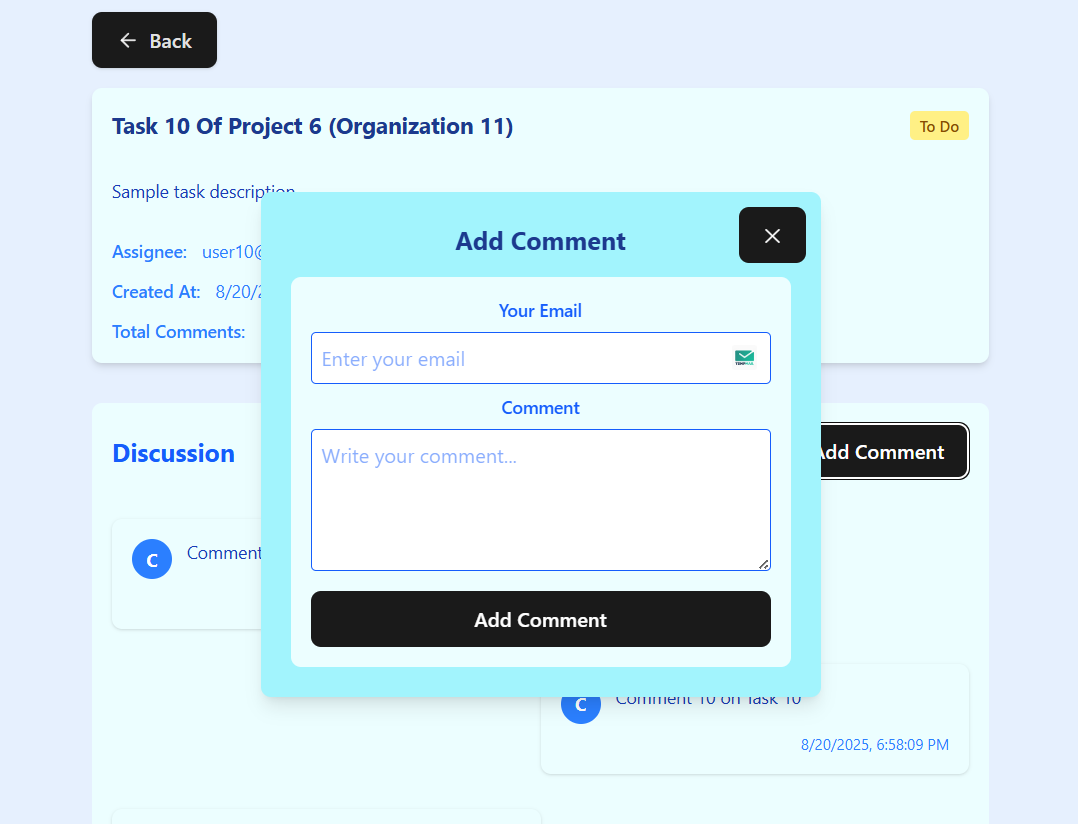 Back
Task 10 Of Project 6 (Organization 11)
To Do
Sample task description
Add Comment
Assignee: user10@
Created At: 8/20/2
Total Comments:
Your Email
Enter your email
Comment
Write your comment...
Add Comment
Discussion
Add Comment
C
Comment
C
Comment 10 on Task 10
8/20/2025, 6:58:09 PM